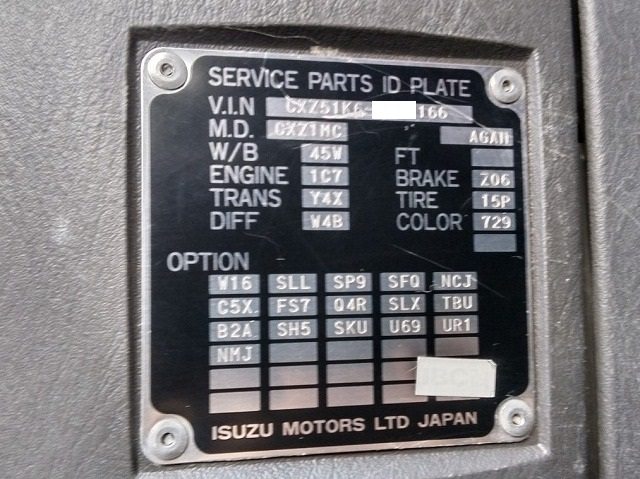 SERVICE PARTS ID PLATE
V.I.N CXZ51K6- 166
M.D. CXZ1MC AGAH
W/B 45W FT
ENGINE 1C7 BRAKE Z06
TRANS Y4X TIRE 15P
DIFF W4B COLOR 729
OPTION
W16 SLL SP9 SFQ NCJ
C5X FS7 Q4R SLX TBU
B2A SH5 SKU U69 UR1
NMJ
ISUZU MOTORS LTD JAPAN